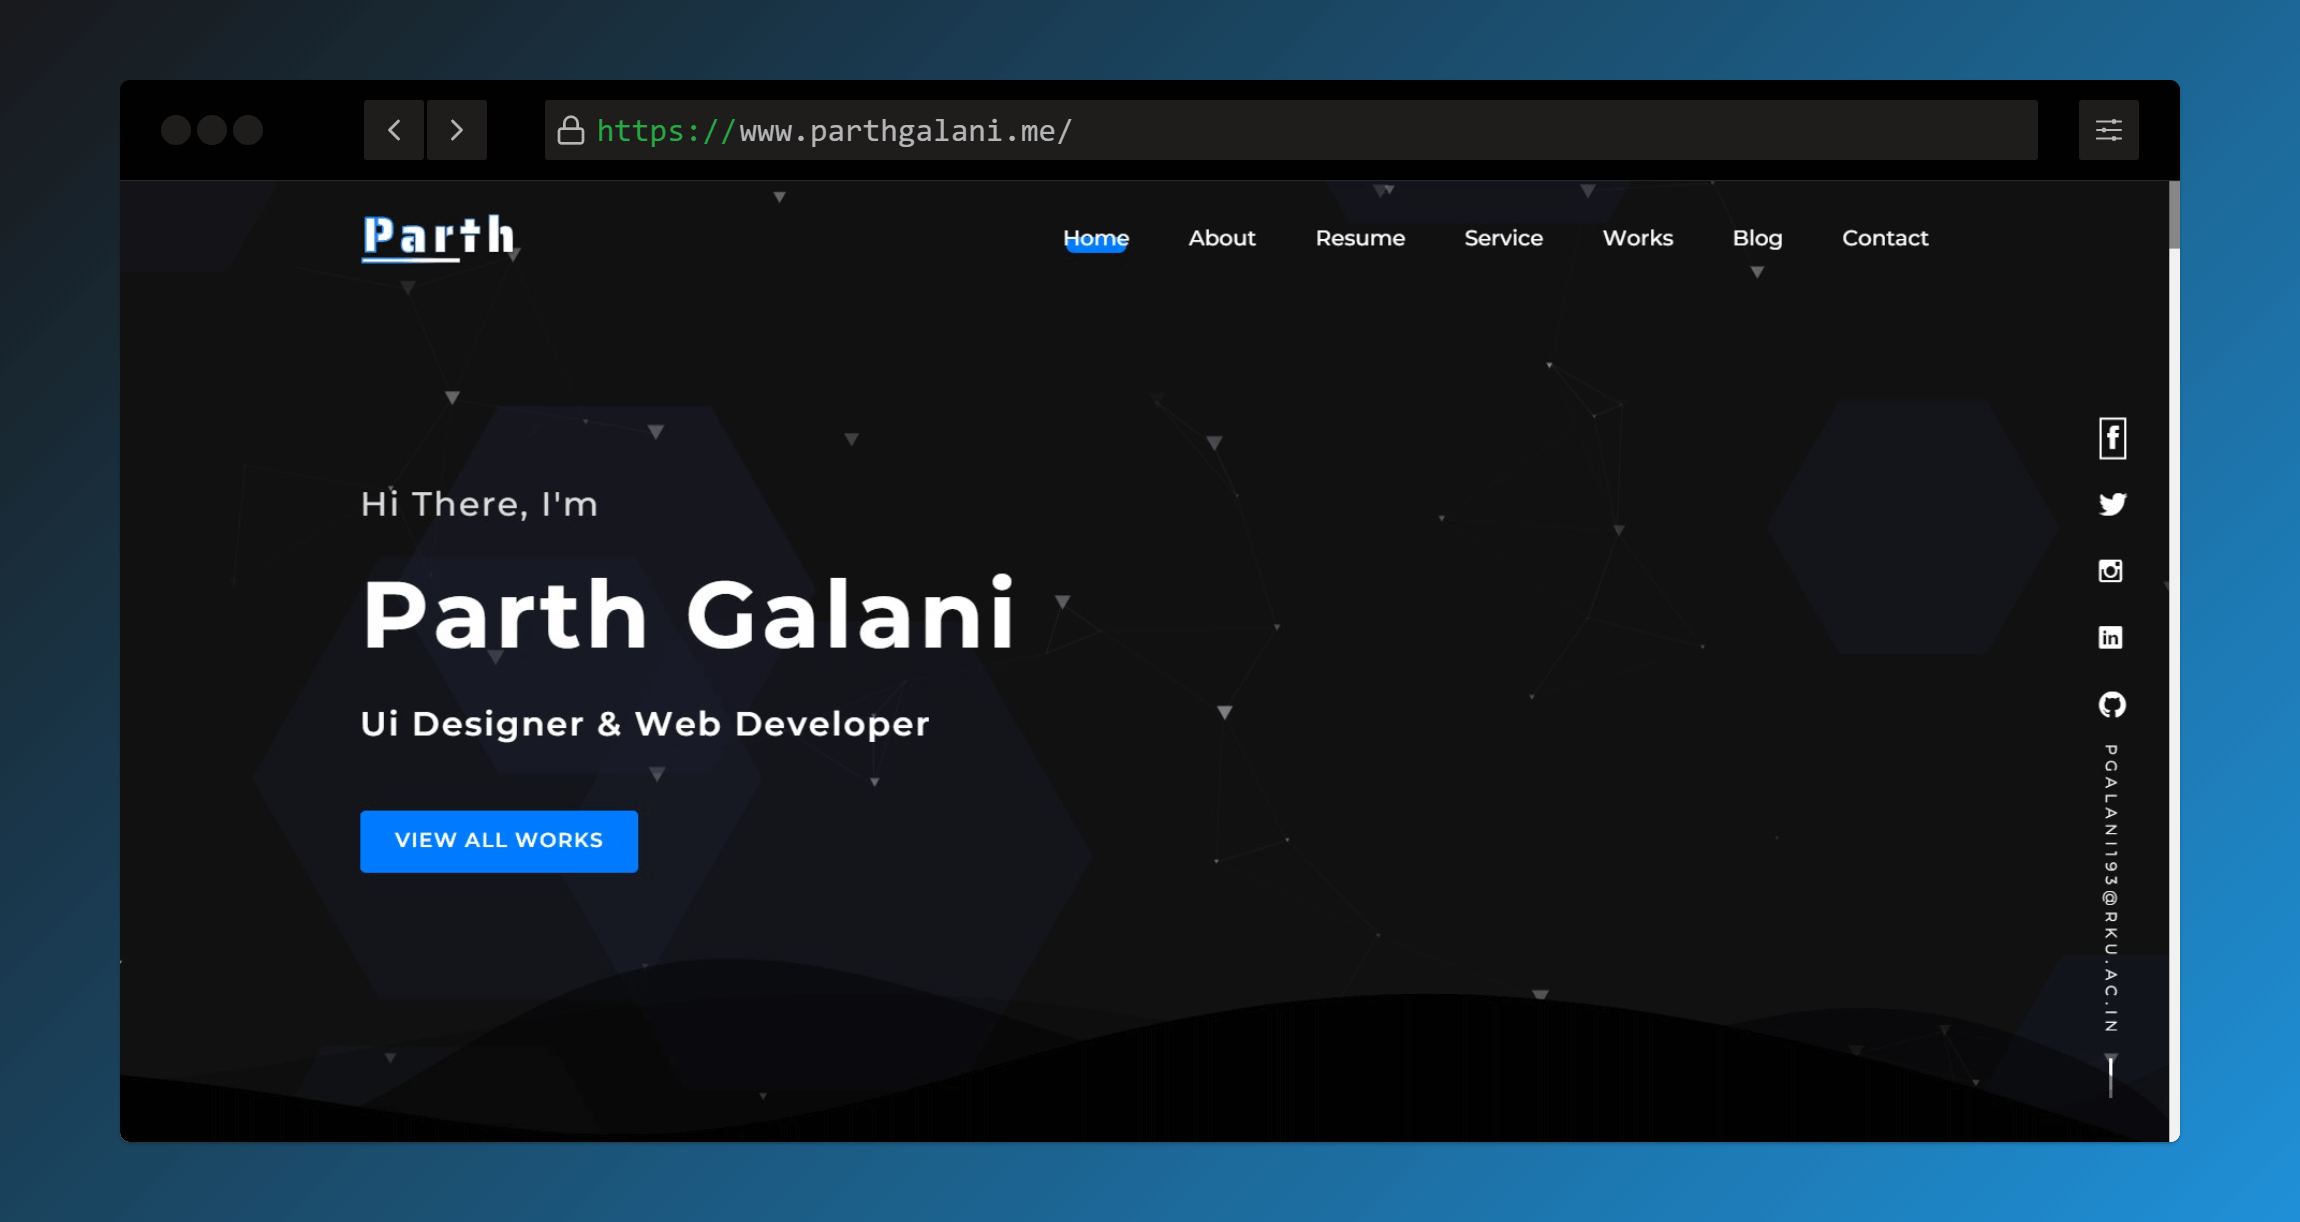 https://www.parthgalani.me/
Parth
Home About Resume Service Works Blog Contact
Hi There, I'm
Parth Galani
Ui Designer & Web Developer
VIEW ALL WORKS
f
in
PGALANI193@RKU.AC.IN